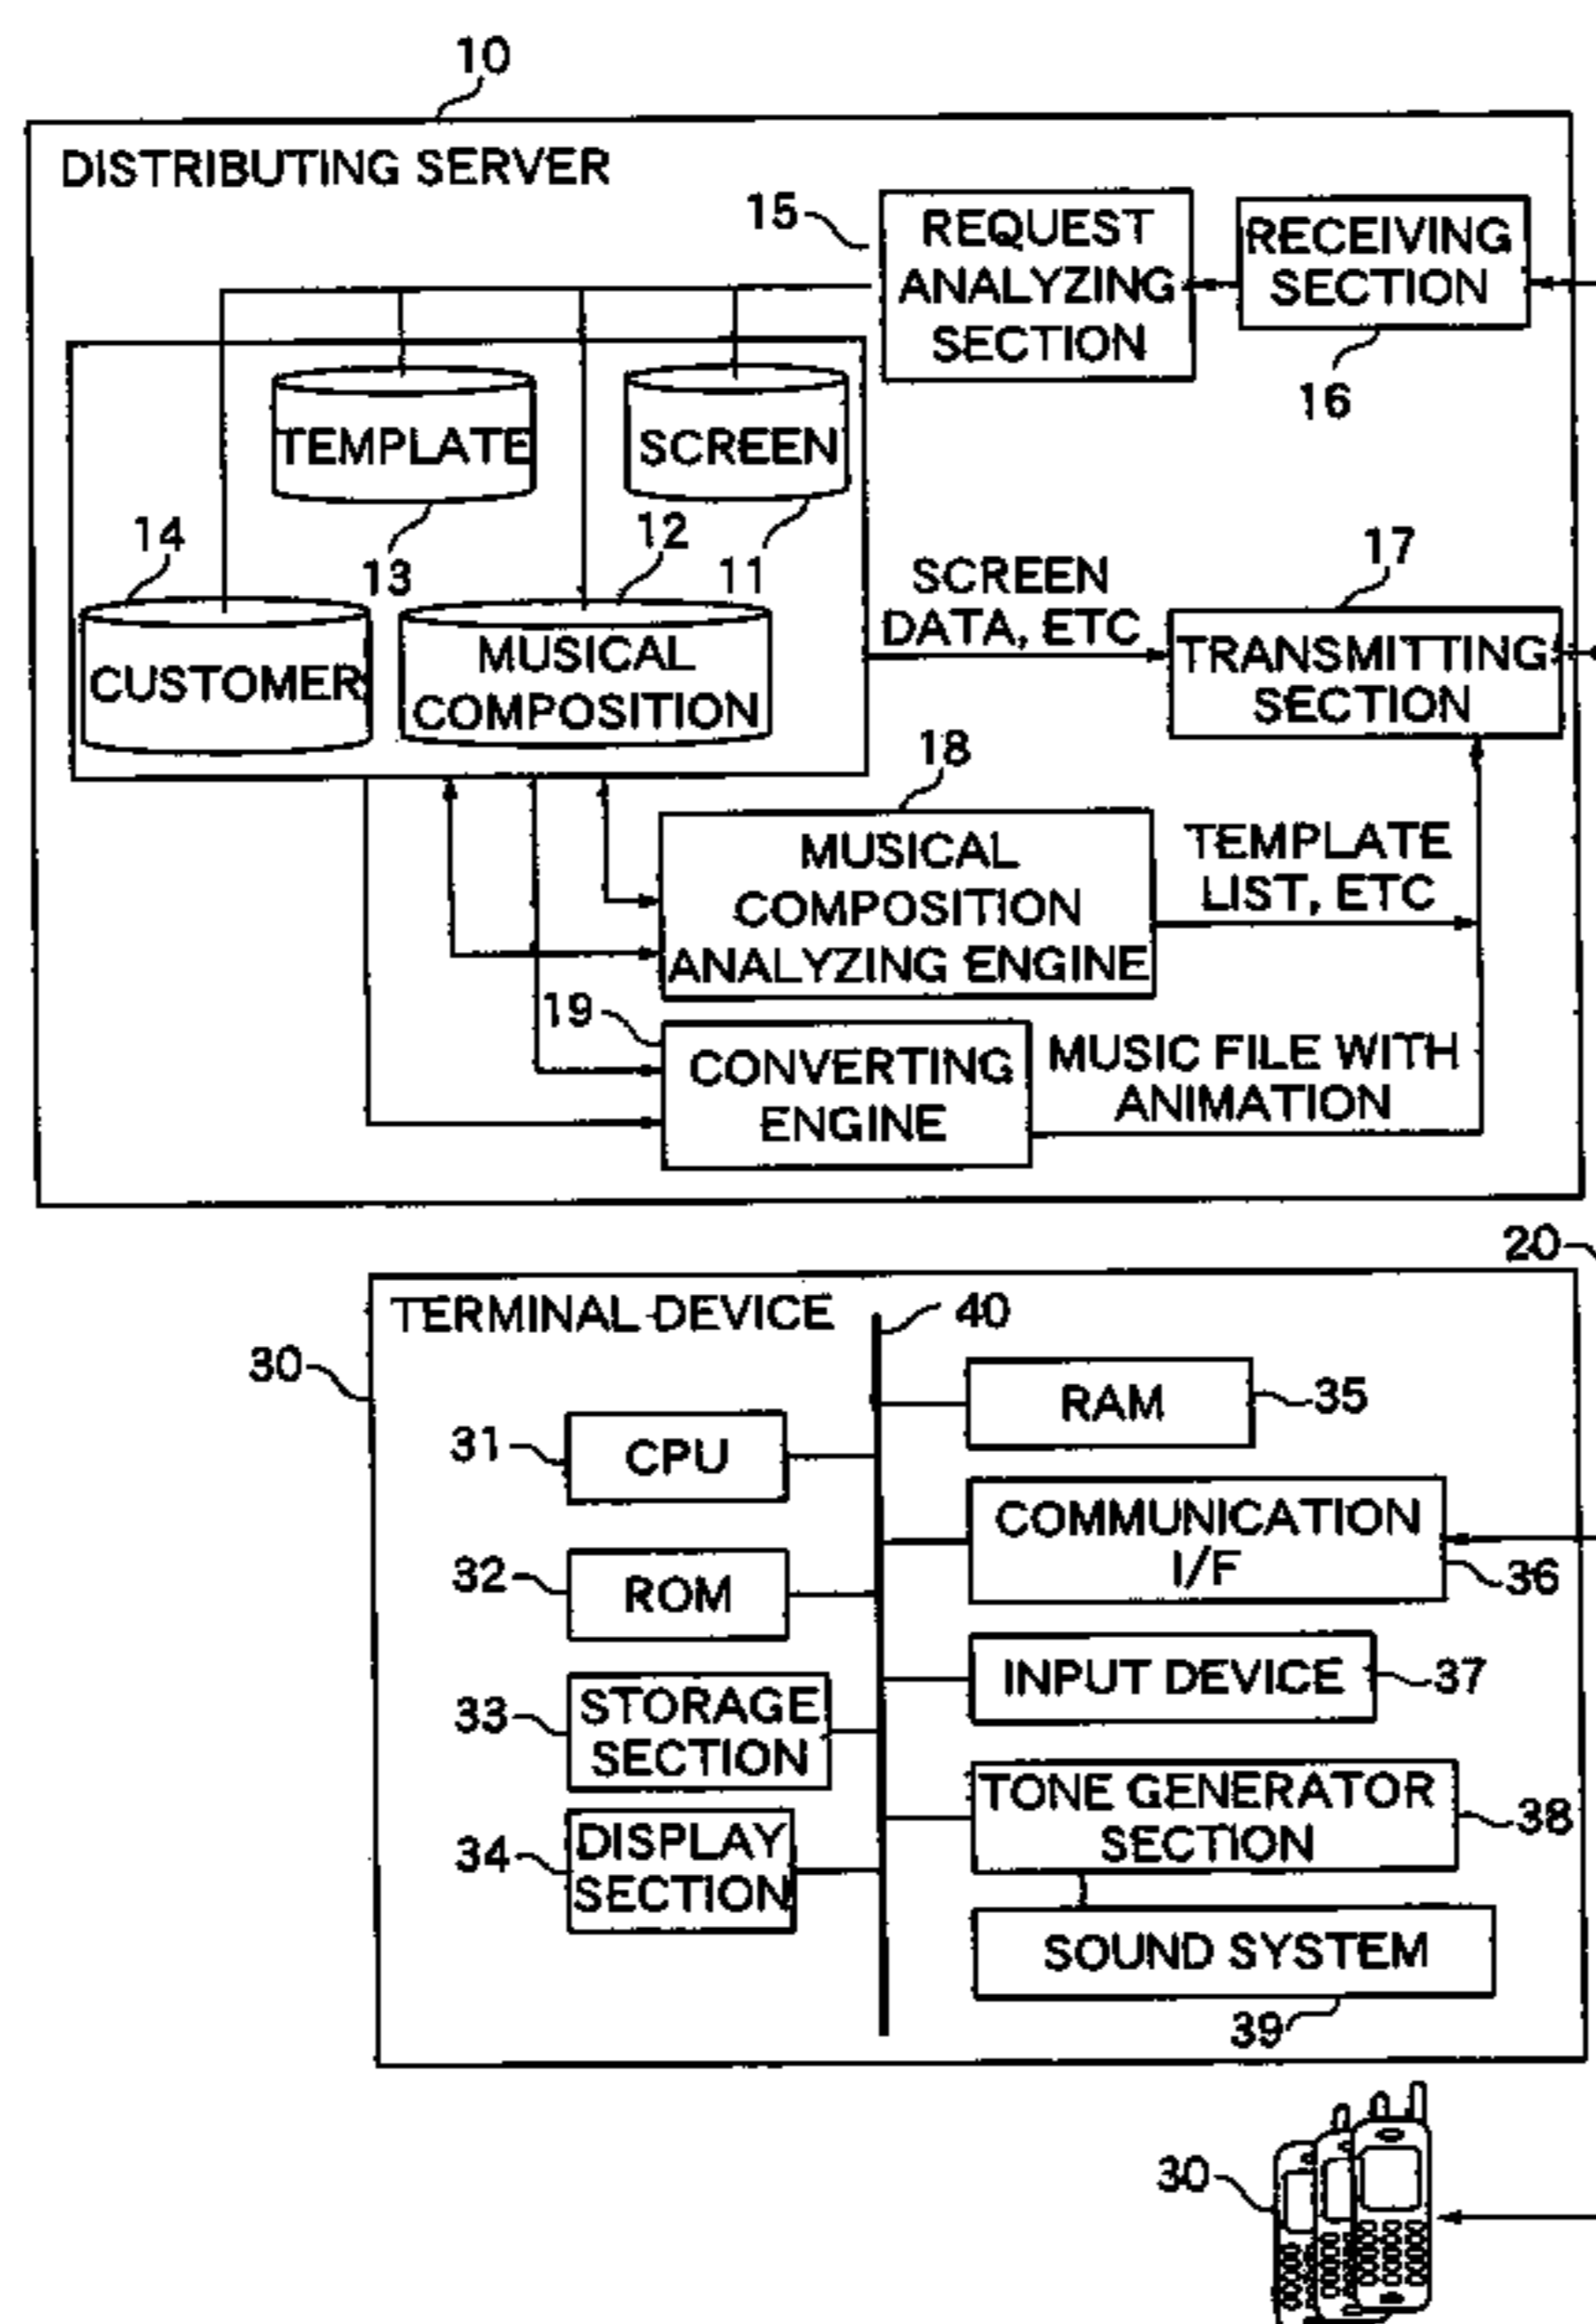 10
DISTRIBUTING SERVER
15
REQUEST
ANALYZING
SECTION
RECEIVING
SECTION
16
TEMPLATE
13
SCREEN
11
14
CUSTOMER
12
MUSICAL
COMPOSITION
SCREEN
DATA, ETC
17
TRANSMITTING
SECTION
18
MUSICAL
COMPOSITION
ANALYZING ENGINE
TEMPLATE
LIST, ETC
19
CONVERTING
ENGINE
MUSIC FILE WITH
ANIMATION
20
TERMINAL DEVICE
40
30
31
CPU
32
ROM
33
STORAGE
SECTION
34
DISPLAY
SECTION
RAM
35
COMMUNICATION
I/F
36
INPUT DEVICE
37
TONE GENERATOR
SECTION
38
SOUND SYSTEM
39
30